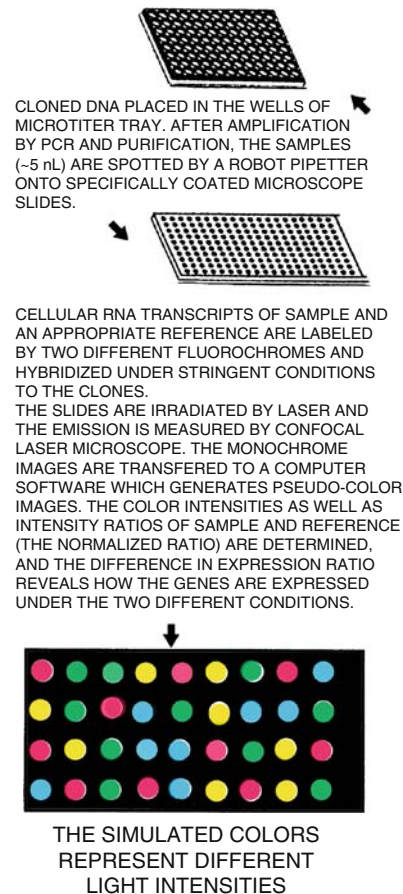 CLONED DNA PLACED IN THE WELLS OF
MICROTITER TRAY. AFTER AMPLIFICATION
BY PCR AND PURIFICATION, THE SAMPLES
(~5 nL) ARE SPOTTED BY A ROBOT PIPETTER
ONTO SPECIFICALLY COATED MICROSCOPE
SLIDES.
CELLULAR RNA TRANSCRIPTS OF SAMPLE AND
AN APPROPRIATE REFERENCE ARE LABELED
BY TWO DIFFERENT FLUOROCHROMES AND
HYBRIDIZED UNDER STRINGENT CONDITIONS
TO THE CLONES.
THE SLIDES ARE IRRADIATED BY LASER AND
THE EMISSION IS MEASURED BY CONFOCAL
LASER MICROSCOPE. THE MONOCHROME
IMAGES ARE TRANSFERED TO A COMPUTER
SOFTWARE WHICH GENERATES PSEUDO-COLOR
IMAGES. THE COLOR INTENSITIES AS WELL AS
INTENSITY RATIOS OF SAMPLE AND REFERENCE
(THE NORMALIZED RATIO) ARE DETERMINED,
AND THE DIFFERENCE IN EXPRESSION RATIO
REVEALS HOW THE GENES ARE EXPRESSED
UNDER THE TWO DIFFERENT CONDITIONS.
THE SIMULATED COLORS
REPRESENT DIFFERENT
LIGHT INTENSITIES